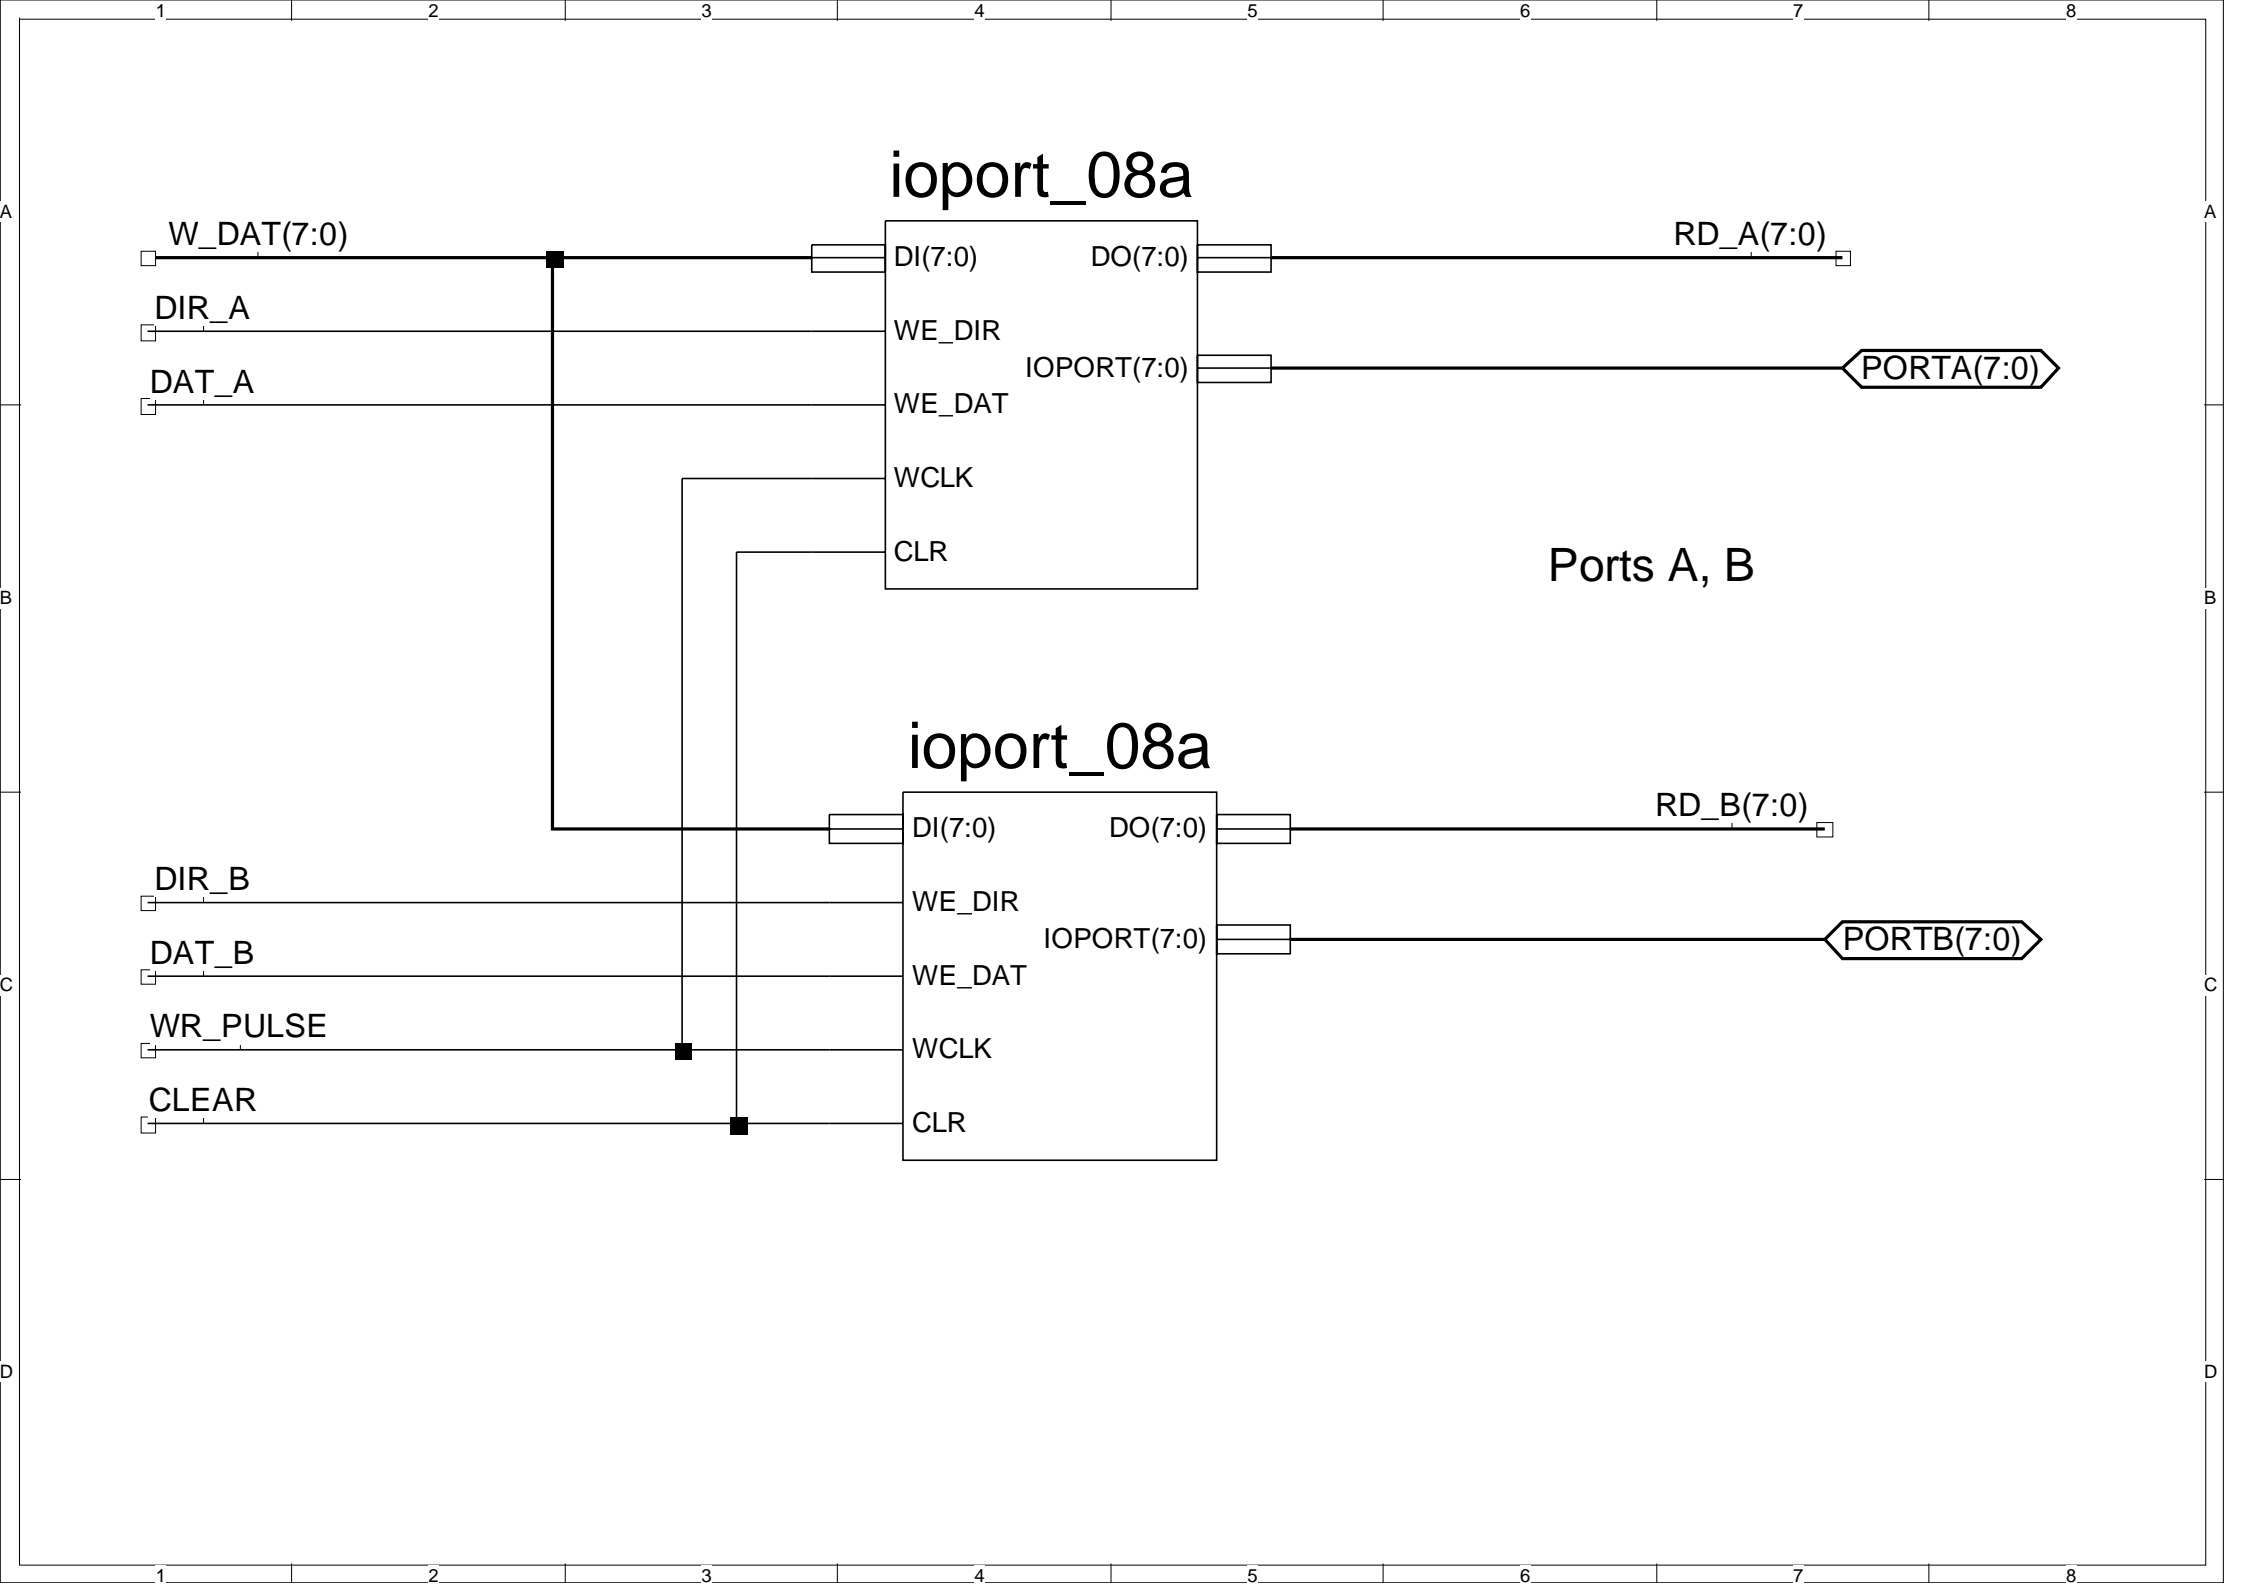 1 2 3 4 5 6 7 8
ioport_08a
A W_DAT(7:0) DI(7:0) DO(7:0) RD_A(7:0) A
DIR_A WE_DIR
IOPORT(7:0) PORTA(7:0)
DAT_A WE_DAT
WCLK
CLR
Ports A, B
B B
ioport_08a
DI(7:0) DO(7:0) RD_B(7:0)
DIR_B WE_DIR
IOPORT(7:0) PORTB(7:0)
DAT_B WE_DAT
C C
WR_PULSE WCLK
CLEAR CLR
D D
1 2 3 4 5 6 7 8